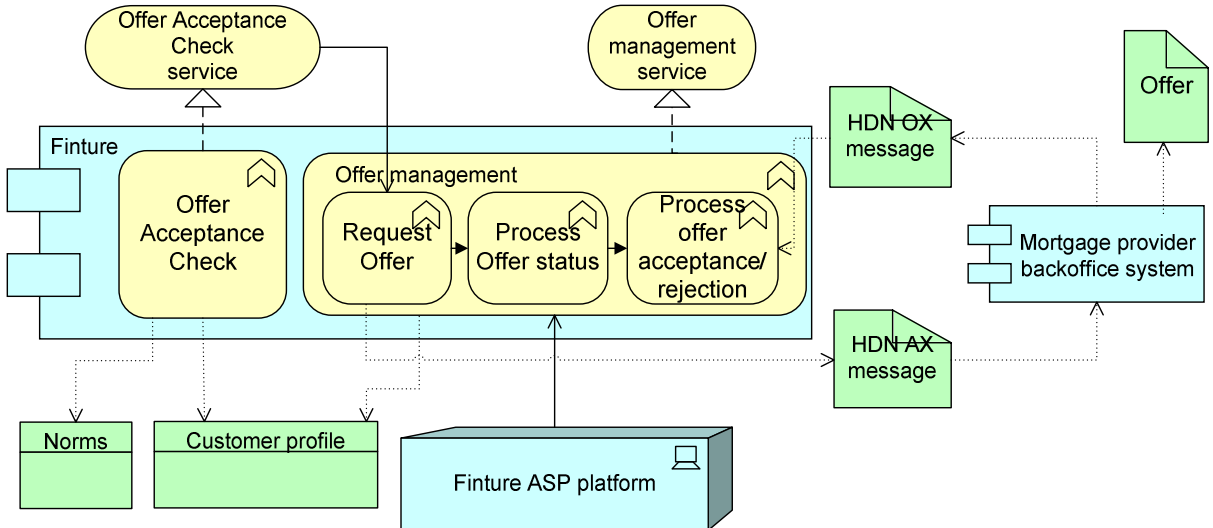 Offer Acceptance
Check
service
Offer
management
service
Offer
HDN OX
message
Finture
Offer management
Offer
Acceptance
Check
Request
Offer
Process
Offer status
Process
offer
acceptance/
rejection
Mortgage provider
backoffice system
HDN AX
message
Norms
Customer profile
Finture ASP platform